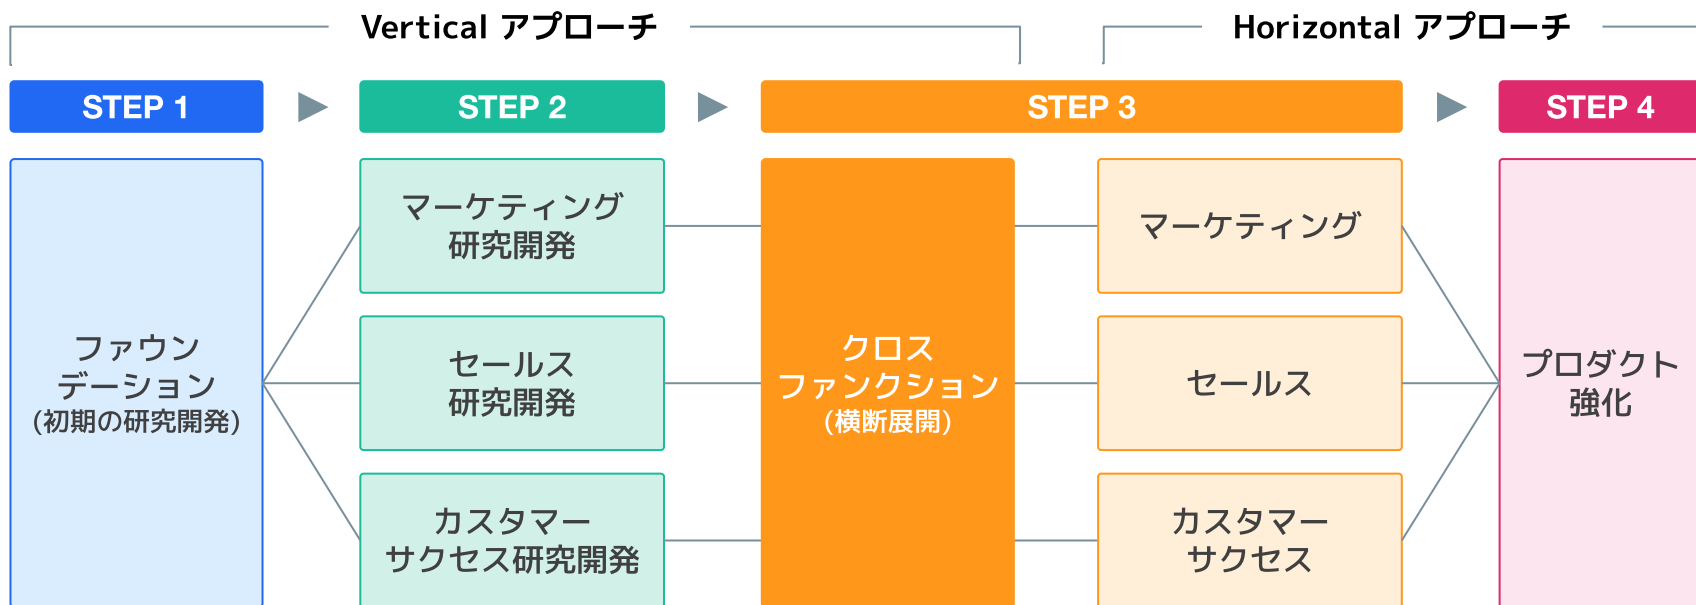 Vertical アプローチ
Horizontal アプローチ
STEP 1
STEP 2
STEP 3
STEP 4
ファウン
デーション
(初期の研究開発)
マーケティング
研究開発
セールス
研究開発
カスタマー
サクセス研究開発
クロス
ファンクション
(横断展開)
マーケティング
セールス
カスタマー
サクセス
プロダクト
強化